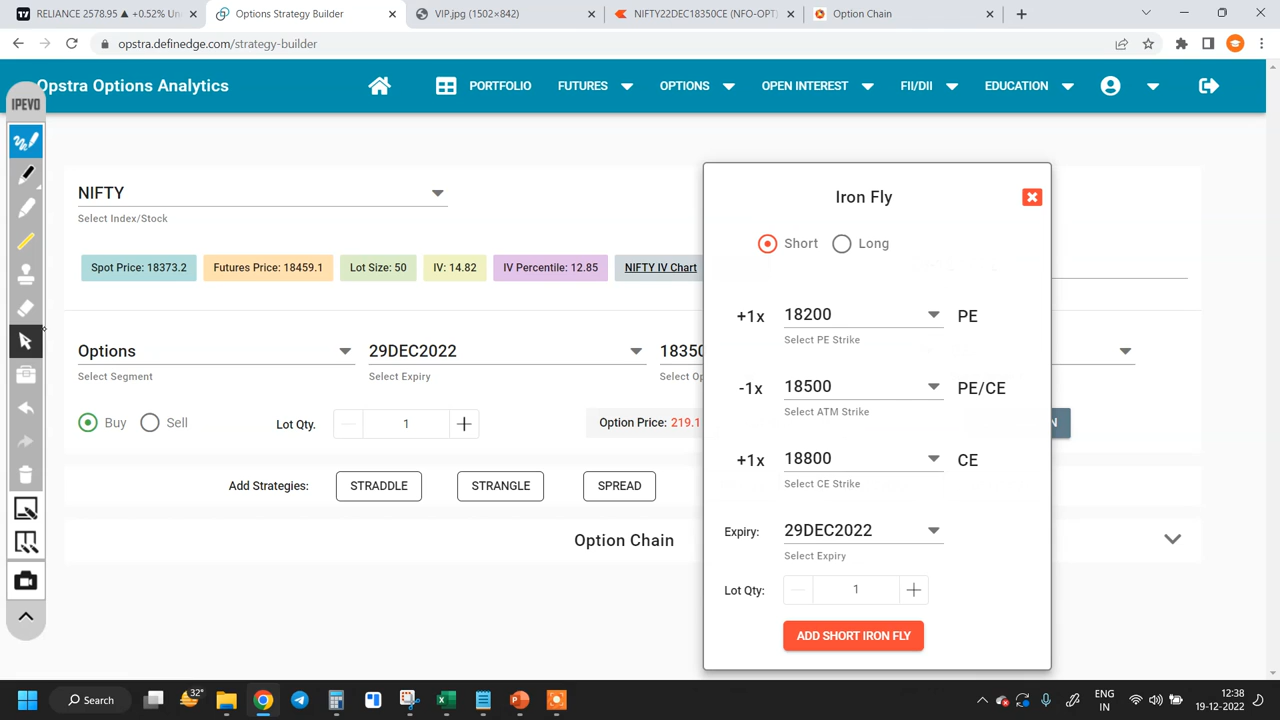 RELIANCE 2578.95 ▲ +0.52% Un
Options Strategy Builder
VIP.jpg (1502×842)
NIFTY22DEC18350CE (NFO-OPT)
Option Chain
opstra.definedge.com/strategy-builder
Opstra Options Analytics
PORTFOLIO
FUTURES
OPTIONS
OPEN INTEREST
FII/DII
EDUCATION
IPEVO
NIFTY
Select Index/Stock
Spot Price: 18373.2
Futures Price: 18459.1
Lot Size: 50
IV: 14.82
IV Percentile: 12.85
NIFTY IV Chart
Options
Select Segment
29DEC2022
Select Expiry
18350
Select Op
Buy
Sell
Lot Qty.
1
Option Price: 219.1
N
Add Strategies:
STRADDLE
STRANGLE
SPREAD
Option Chain
Iron Fly
Short
Long
+1x 18200 PE
Select PE Strike
-1x 18500 PE/CE
Select ATM Strike
+1x 18800 CE
Select CE Strike
Expiry: 29DEC2022
Select Expiry
Lot Qty: 1
ADD SHORT IRON FLY
Search
32°
ENG
IN
12:38
19-12-2022